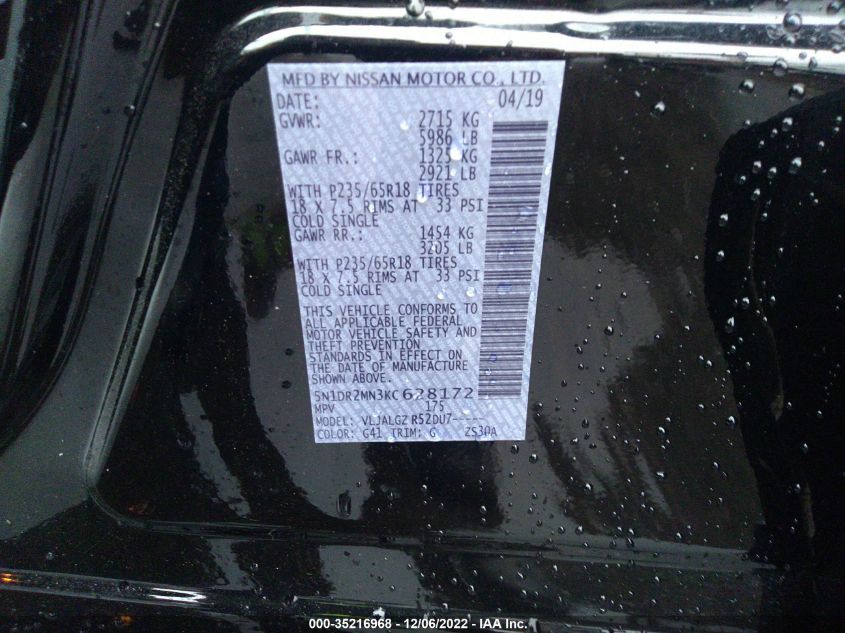 MFD BY NISSAN MOTOR CO., LTD.
DATE: 04/19
GVWR: 2715 KG
5986 LB
GAWR FR.: 1325 KG
2921 LB
WITH P235/65R18 TIRES
18 X 7.5 RIMS AT 33 PSI
COLD SINGLE
GAWR RR.: 1454 KG
3205 LB
WITH P235/65R18 TIRES
18 X 7.5 RIMS AT 33 PSI
COLD SINGLE
THIS VEHICLE CONFORMS TO
ALL APPLICABLE FEDERAL
MOTOR VEHICLE SAFETY AND
THEFT PREVENTION
STANDARDS IN EFFECT ON
THE DATE OF MANUFACTURE
SHOWN ABOVE.
5N1DR2MN3KC628172
MPV 175
MODEL: VLJALGZ R52DU7-----
COLOR: G41 TRIM: G ZS30A
000-35216968 - 12/06/2022 - IAA Inc.